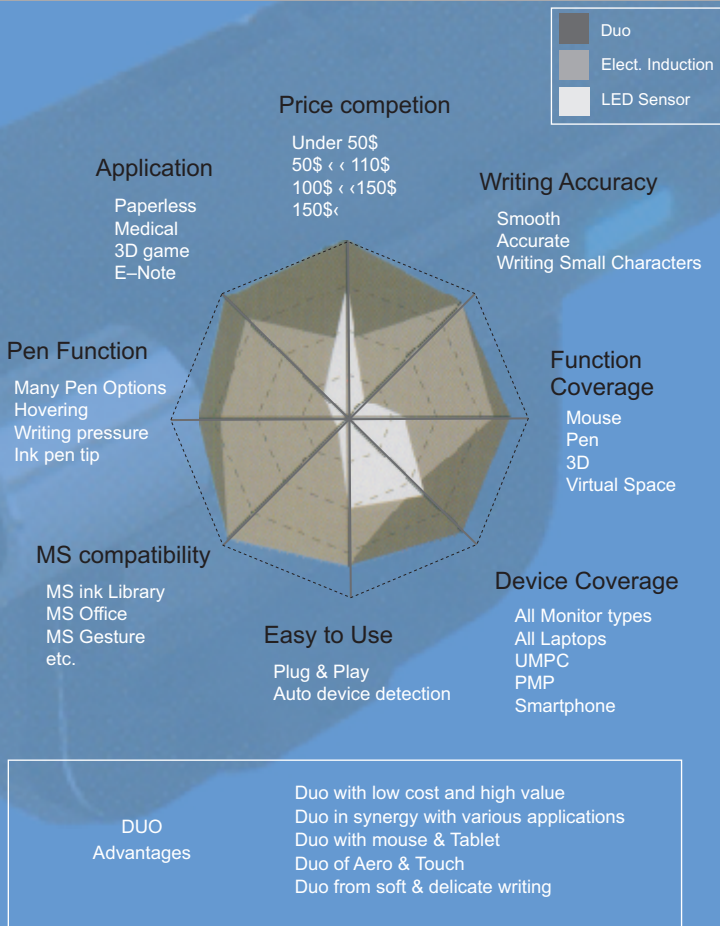 Duo
Elect. Induction
LED Sensor
Price competion
Under 50$
50$ ‹ ‹ 110$
100$ ‹ ‹150$
150$‹
Application
Paperless
Medical
3D game
E–Note
Writing Accuracy
Smooth
Accurate
Writing Small Characters
Pen Function
Many Pen Options
Hovering
Writing pressure
Ink pen tip
Function
Coverage
Mouse
Pen
3D
Virtual Space
MS compatibility
MS ink Library
MS Office
MS Gesture
etc.
Easy to Use
Plug & Play
Auto device detection
Device Coverage
All Monitor types
All Laptops
UMPC
PMP
Smartphone
DUO
Advantages
Duo with low cost and high value
Duo in synergy with various applications
Duo with mouse & Tablet
Duo of Aero & Touch
Duo from soft & delicate writing